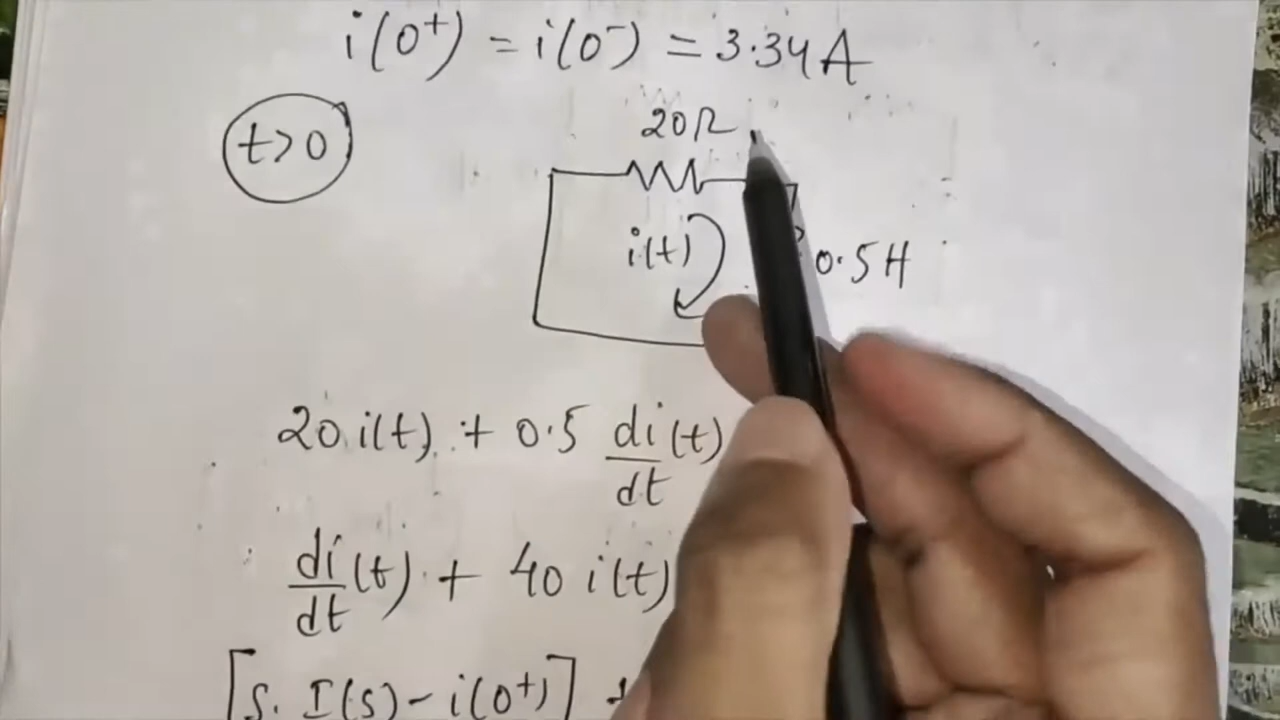 i(0⁺) = i(0⁻) = 3.34A
t>0
20Ω
i(t)
0.5H
20 i(t) + 0.5 di(t)/dt
di(t)/dt + 40 i(t)
[S. I(s) - i(0⁺)] +